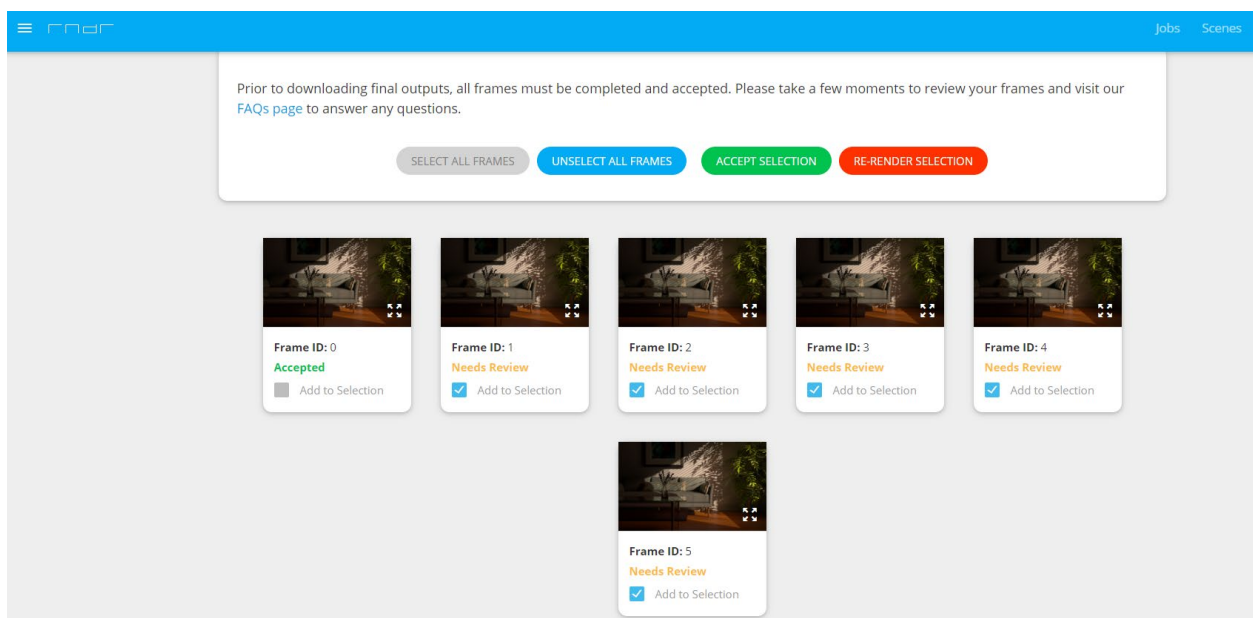 rndr
Jobs Scenes
Prior to downloading final outputs, all frames must be completed and accepted. Please take a few moments to review your frames and visit our
FAQs page to answer any questions.
SELECT ALL FRAMES UNSELECT ALL FRAMES ACCEPT SELECTION RE-RENDER SELECTION
Frame ID: 0
Accepted
Add to Selection
Frame ID: 1
Needs Review
Add to Selection
Frame ID: 2
Needs Review
Add to Selection
Frame ID: 3
Needs Review
Add to Selection
Frame ID: 4
Needs Review
Add to Selection
Frame ID: 5
Needs Review
Add to Selection